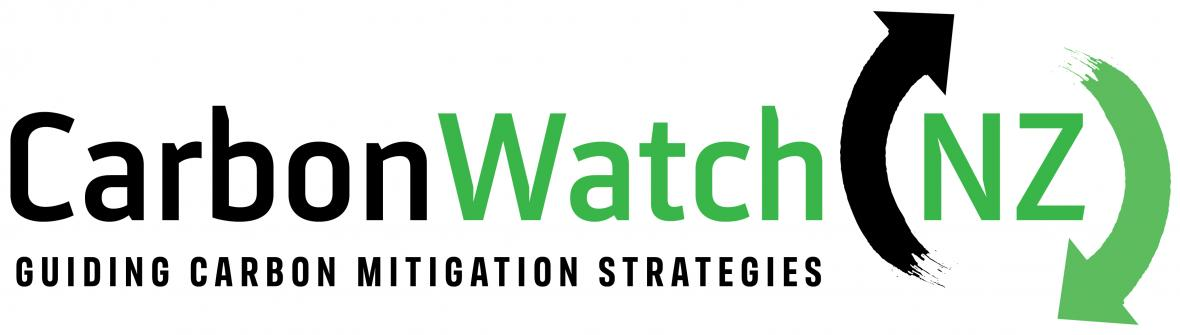 CarbonWatch NZ
GUIDING CARBON MITIGATION STRATEGIES